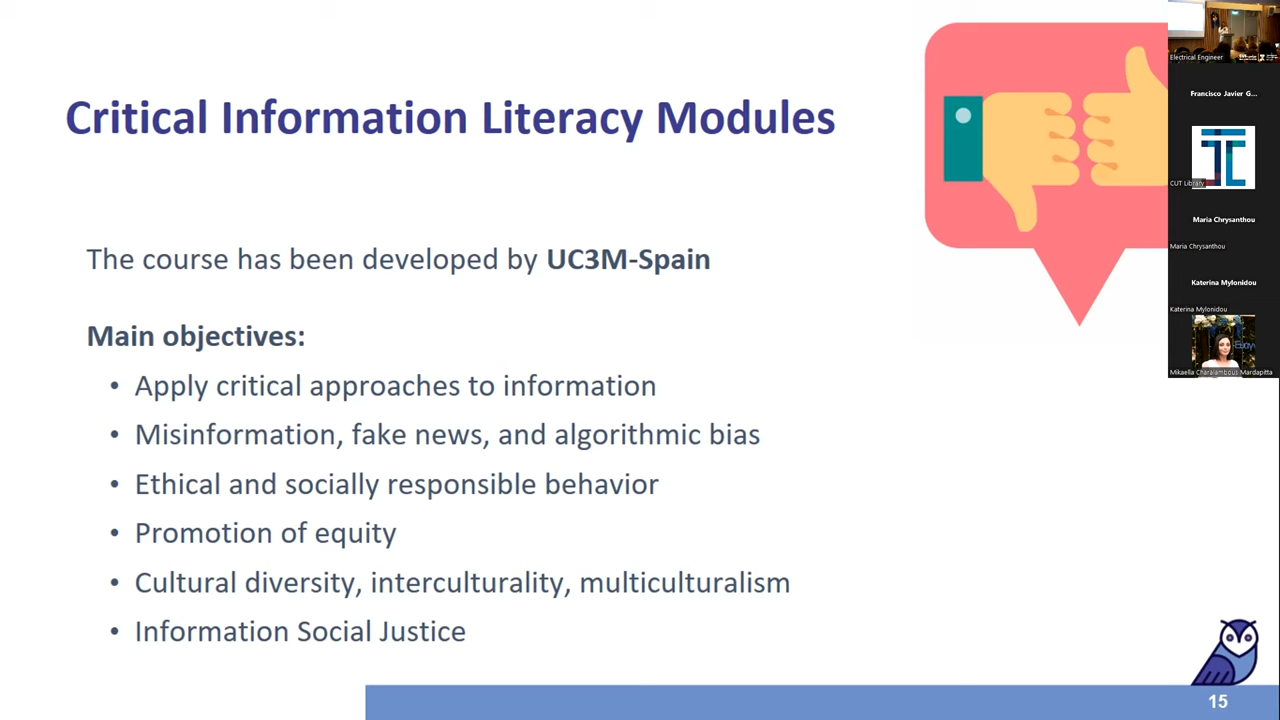 Critical Information Literacy Modules
The course has been developed by UC3M-Spain
Main objectives:
• Apply critical approaches to information
• Misinformation, fake news, and algorithmic bias
• Ethical and socially responsible behavior
• Promotion of equity
• Cultural diversity, interculturality, multiculturalism
• Information Social Justice
15
Electrical Engineer
Francisco Javier G...
CUT Library
Maria Chrysanthou
Maria Chrysanthou
Katerina Mylonidou
Katerina Mylonidou
Mikaella Charalambous Mardapitta